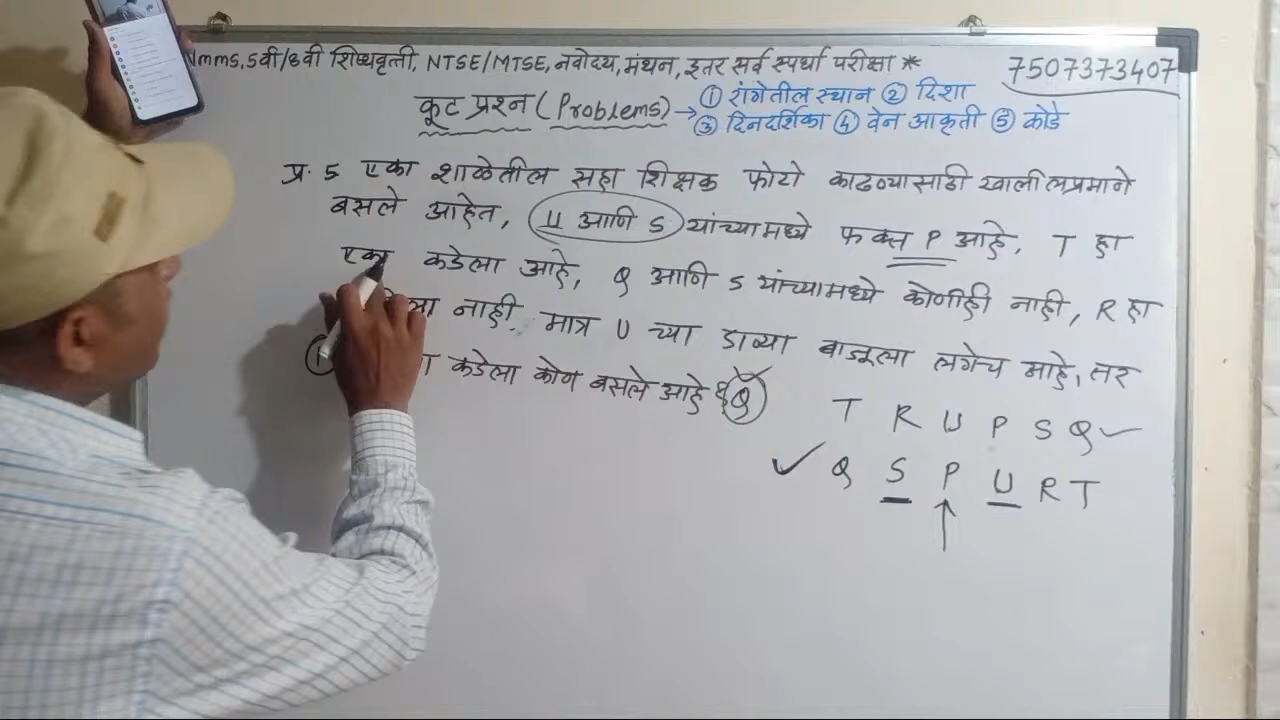 mms, 5वी/8वी शिष्यवृत्ती, NTSE/MTSE, नवोदय, मंथन, इतर सर्व स्पर्धा परीक्षा *
7507373407
कूट प्रश्न (Problems) → ① रांगेतील स्थान ② दिशा
③ दिनदर्शिका ④ वेन आकृती ⑤ कोडे
प्र. 5 एका शाळेतील सहा शिक्षक फोटो काढण्यासाठी खालीलप्रमाणे
बसले आहेत, U आणि S यांच्यामध्ये फक्त P आहे, T हा
एका कडेला आहे, Q आणि S यांच्यामध्ये कोणीही नाही, R हा
नाही, मात्र U च्या डाव्या बाजूला लगेच आहे, तर
① कडेला कोण बसले आहे? Q
T R U P S Q ✓
✓ Q S P U R T
↑